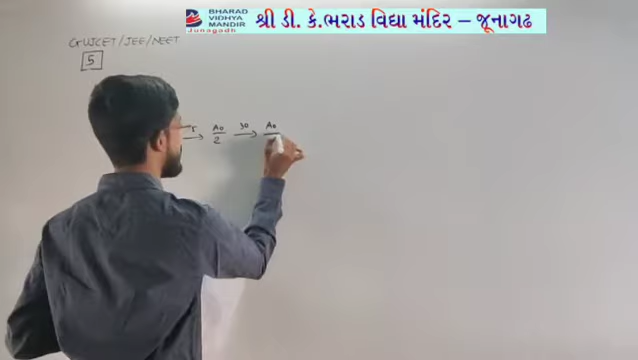 BHARAD
VIDHYA
MANDIR
Junagadh
શ્રી ડી. કે.ભરાડ વિદ્યા મંદિર – જૂનાગઢ
GUJCET/JEE/NEET
5
→ A₀/2 30→ A₀